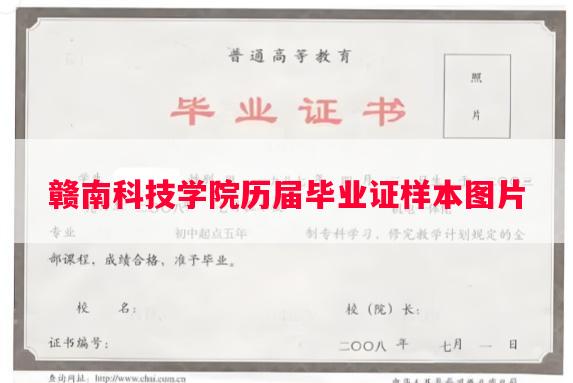 普通高等教育
照
片
毕业证书
赣南科技学院历届毕业证样本图片
专业 初中起点五年 制专科学习，修完教学计划规定的全
部课程，成绩合格，准予毕业。
校 名： 校（院）长：
证书编号： 二〇〇八 年 七月 一 日
查询网址：http://www.chsi.com.cn